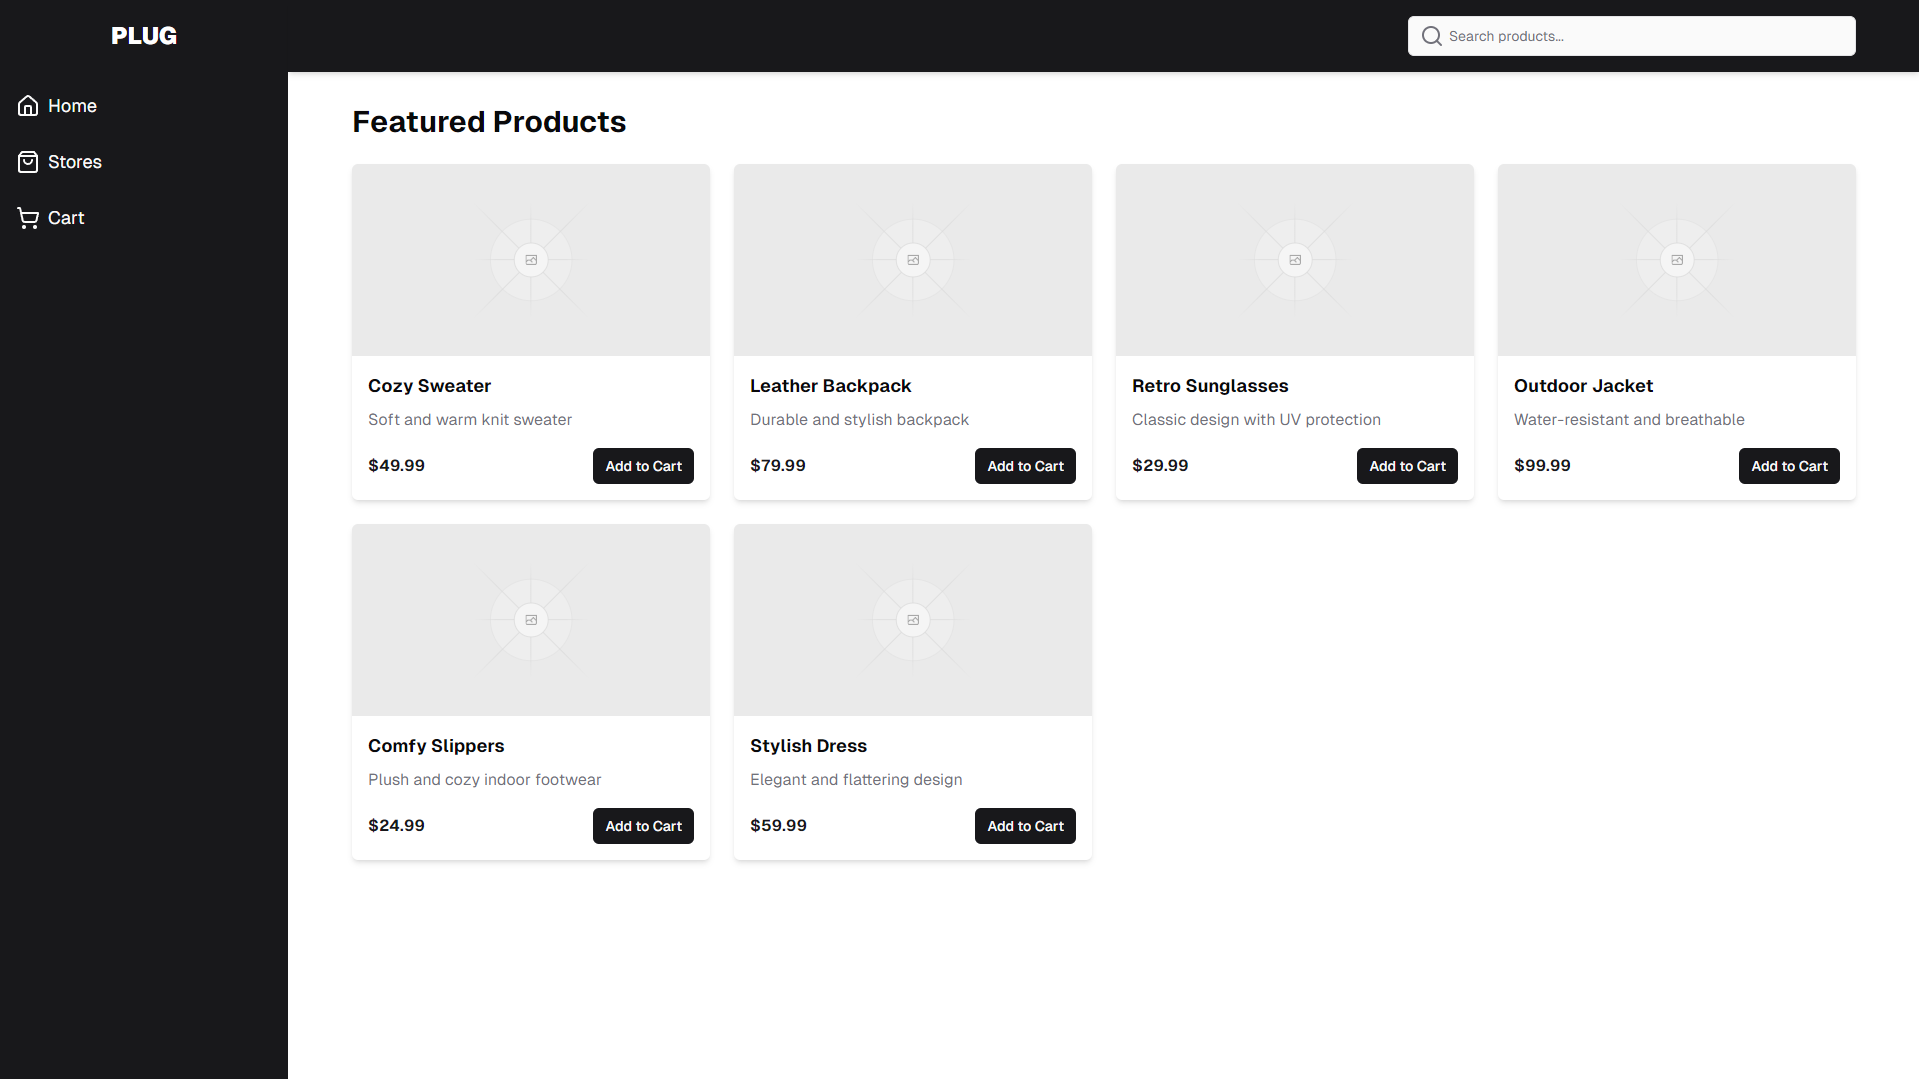 PLUG
Search products...
Home
Stores
Cart
Featured Products
Cozy Sweater
Soft and warm knit sweater
$49.99
Add to Cart
Leather Backpack
Durable and stylish backpack
$79.99
Add to Cart
Retro Sunglasses
Classic design with UV protection
$29.99
Add to Cart
Outdoor Jacket
Water-resistant and breathable
$99.99
Add to Cart
Comfy Slippers
Plush and cozy indoor footwear
$24.99
Add to Cart
Stylish Dress
Elegant and flattering design
$59.99
Add to Cart